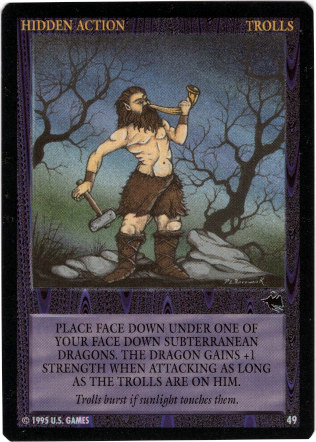 HIDDEN ACTION TROLLS
PLACE FACE DOWN UNDER ONE OF
YOUR FACE DOWN SUBTERRANEAN
DRAGONS. THE DRAGON GAINS +1
STRENGTH WHEN ATTACKING AS LONG
AS THE TROLLS ARE ON HIM.
Trolls burst if sunlight touches them.
© 1995 U.S. GAMES 49